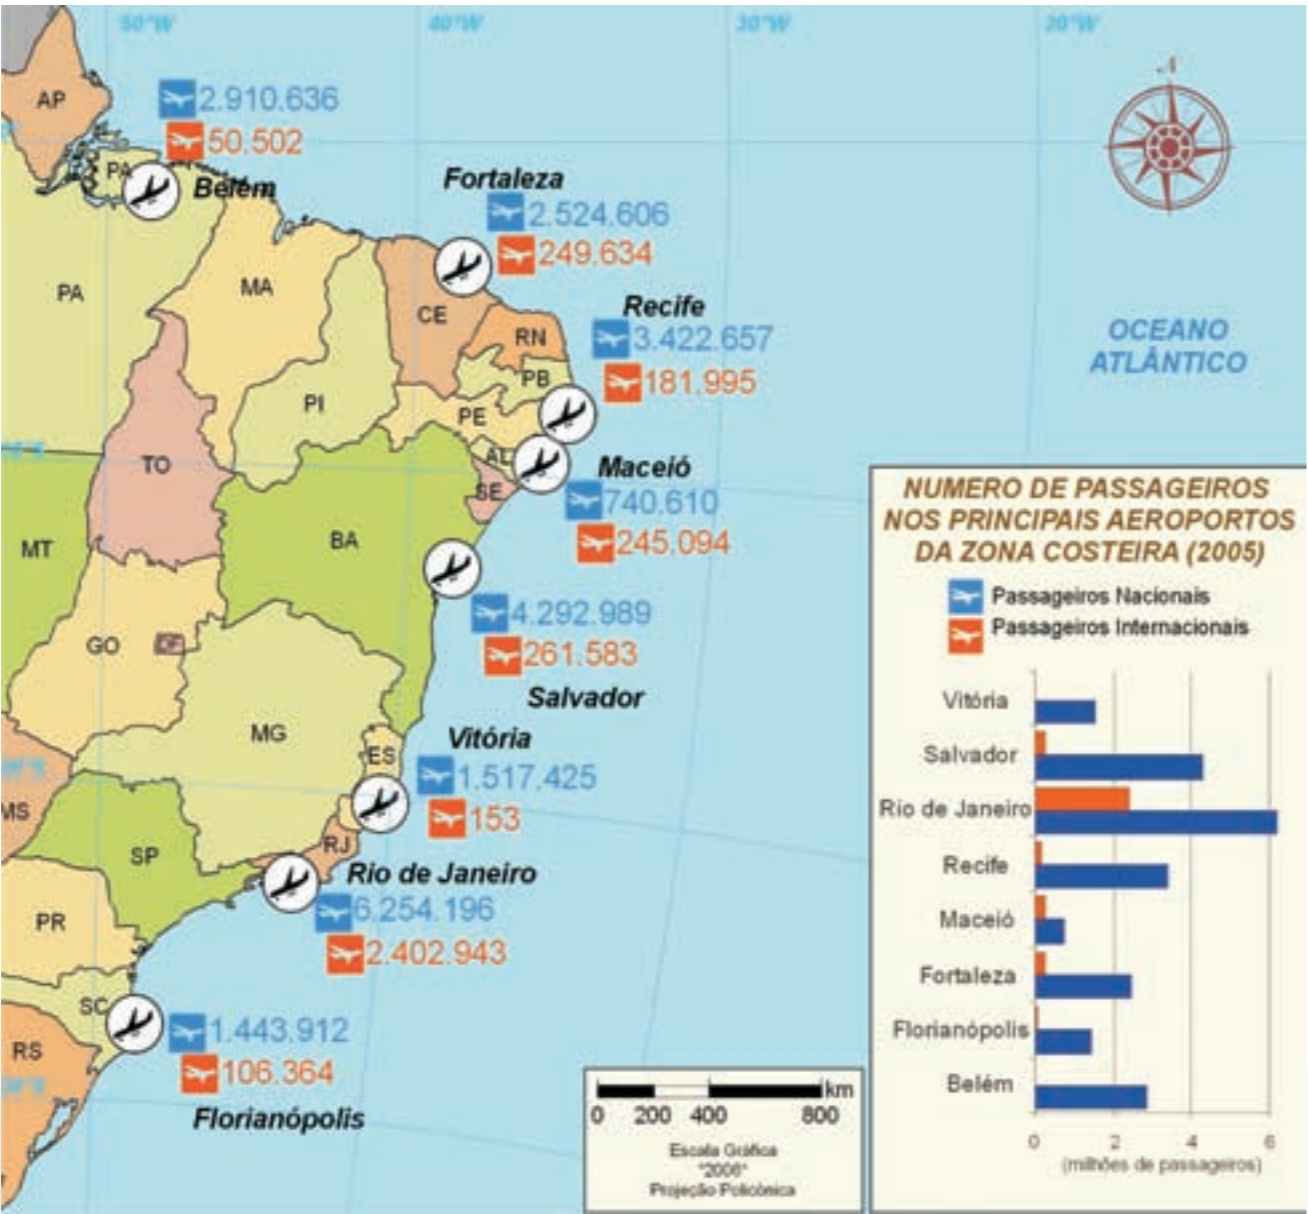 50°W
40°W
30°W
20°W
N
AP
2.910.636
50.502
PA
Belém
Fortaleza
2.524.606
249.634
PA
MA
CE
RN
Recife
3.422.657
181.995
OCEANO
ATLÂNTICO
PB
PI
PE
AL
TO
SE
Maceió
740.610
245.094
MT
BA
4.292.989
261.583
Salvador
GO
DF
MG
ES
Vitória
1.517.425
153
MS
SP
RJ
Rio de Janeiro
6.254.196
2.402.943
PR
SC
1.443.912
106.364
Florianópolis
RS
NUMERO DE PASSAGEIROS
NOS PRINCIPAIS AEROPORTOS
DA ZONA COSTEIRA (2005)
Passageiros Nacionais
Passageiros Internacionais
Vitória
Salvador
Rio de Janeiro
Recife
Maceió
Fortaleza
Florianópolis
Belém
0 2 4 6
(milhões de passageiros)
km
0 200 400 800
Escala Gráfica
"2006"
Projeção Policônica